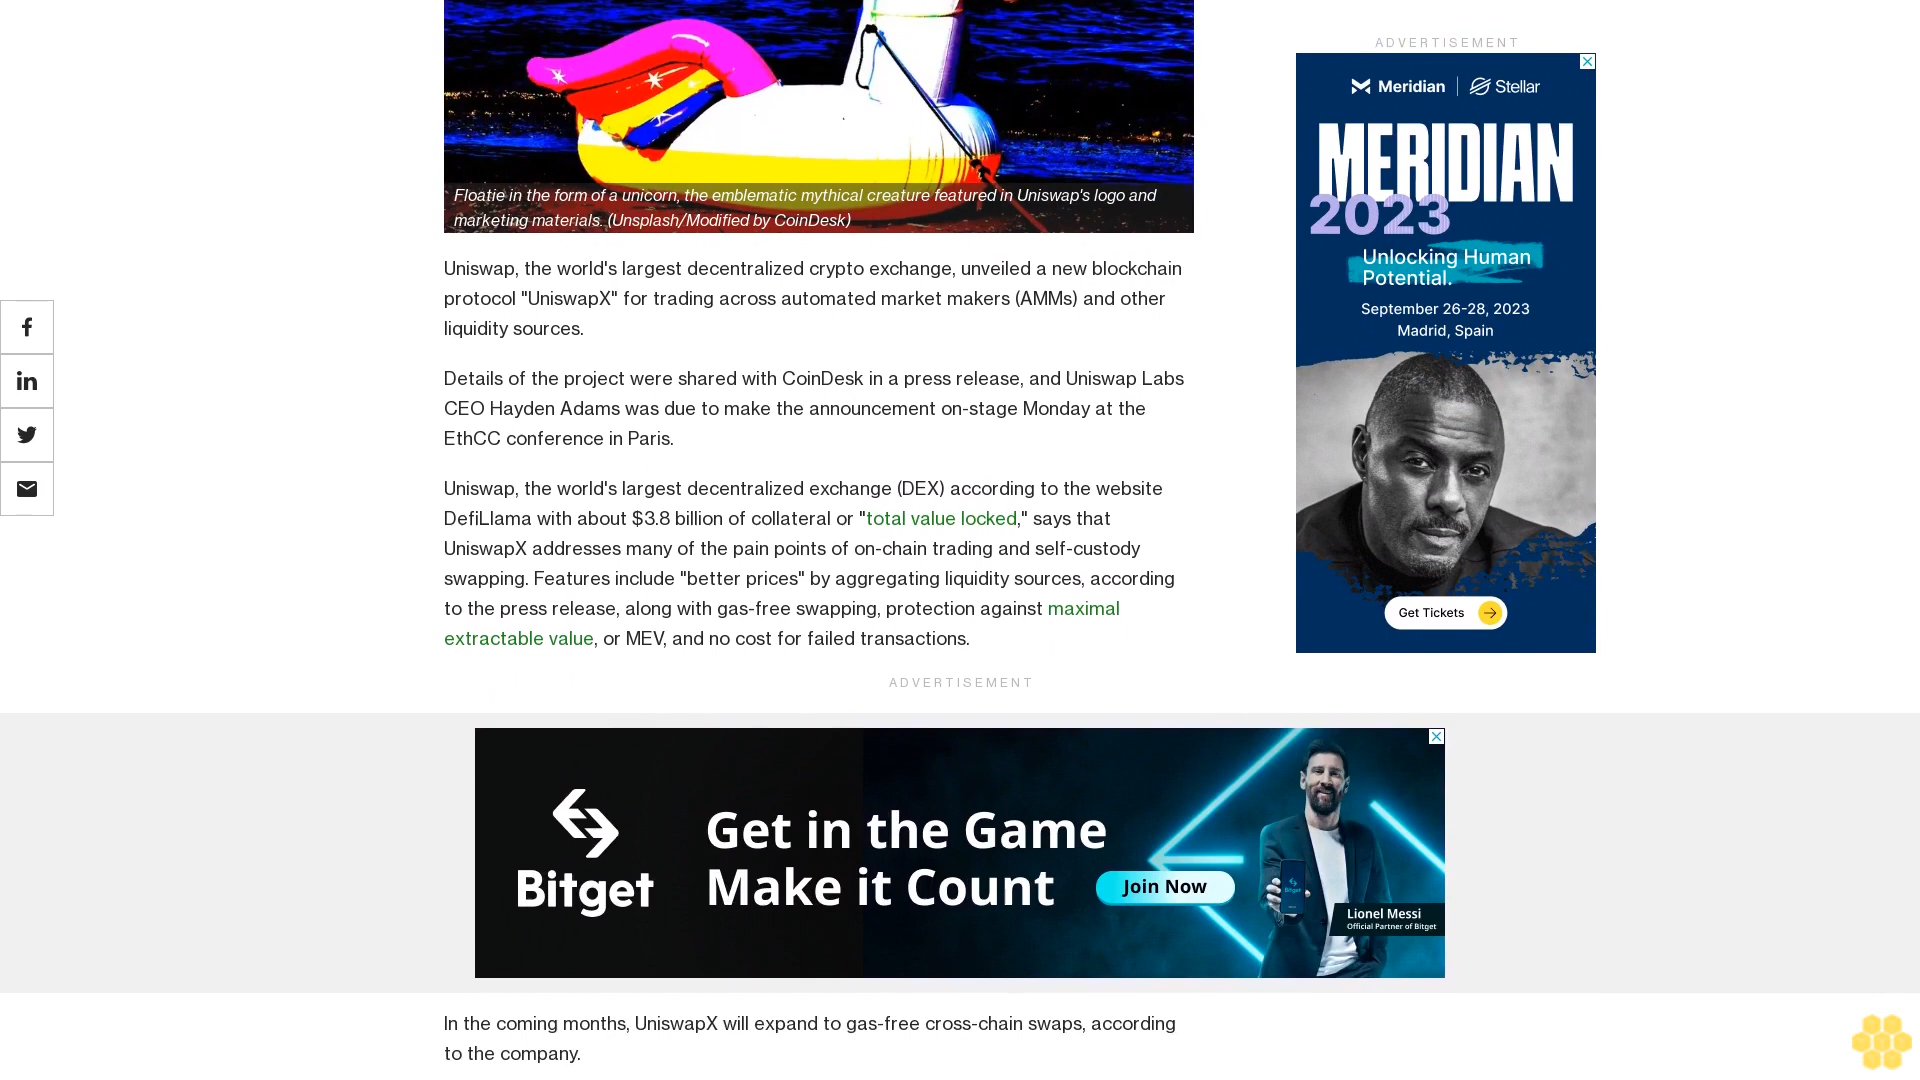 Floatie in the form of a unicorn, the emblematic mythical creature featured in Uniswap's logo and
marketing materials. (Unsplash/Modified by CoinDesk)
Uniswap, the world's largest decentralized crypto exchange, unveiled a new blockchain
protocol "UniswapX" for trading across automated market makers (AMMs) and other
liquidity sources.
Details of the project were shared with CoinDesk in a press release, and Uniswap Labs
CEO Hayden Adams was due to make the announcement on-stage Monday at the
EthCC conference in Paris.
Uniswap, the world's largest decentralized exchange (DEX) according to the website
DefiLlama with about $3.8 billion of collateral or "total value locked," says that
UniswapX addresses many of the pain points of on-chain trading and self-custody
swapping. Features include "better prices" by aggregating liquidity sources, according
to the press release, along with gas-free swapping, protection against maximal
extractable value, or MEV, and no cost for failed transactions.
ADVERTISEMENT
Meridian | Stellar
MERIDIAN
2023
Unlocking Human
Potential.
September 26-28, 2023
Madrid, Spain
Get Tickets
ADVERTISEMENT
Bitget
Get in the Game
Make it Count
Join Now
Lionel Messi
Official Partner of Bitget
Bitget
In the coming months, UniswapX will expand to gas-free cross-chain swaps, according
to the company.